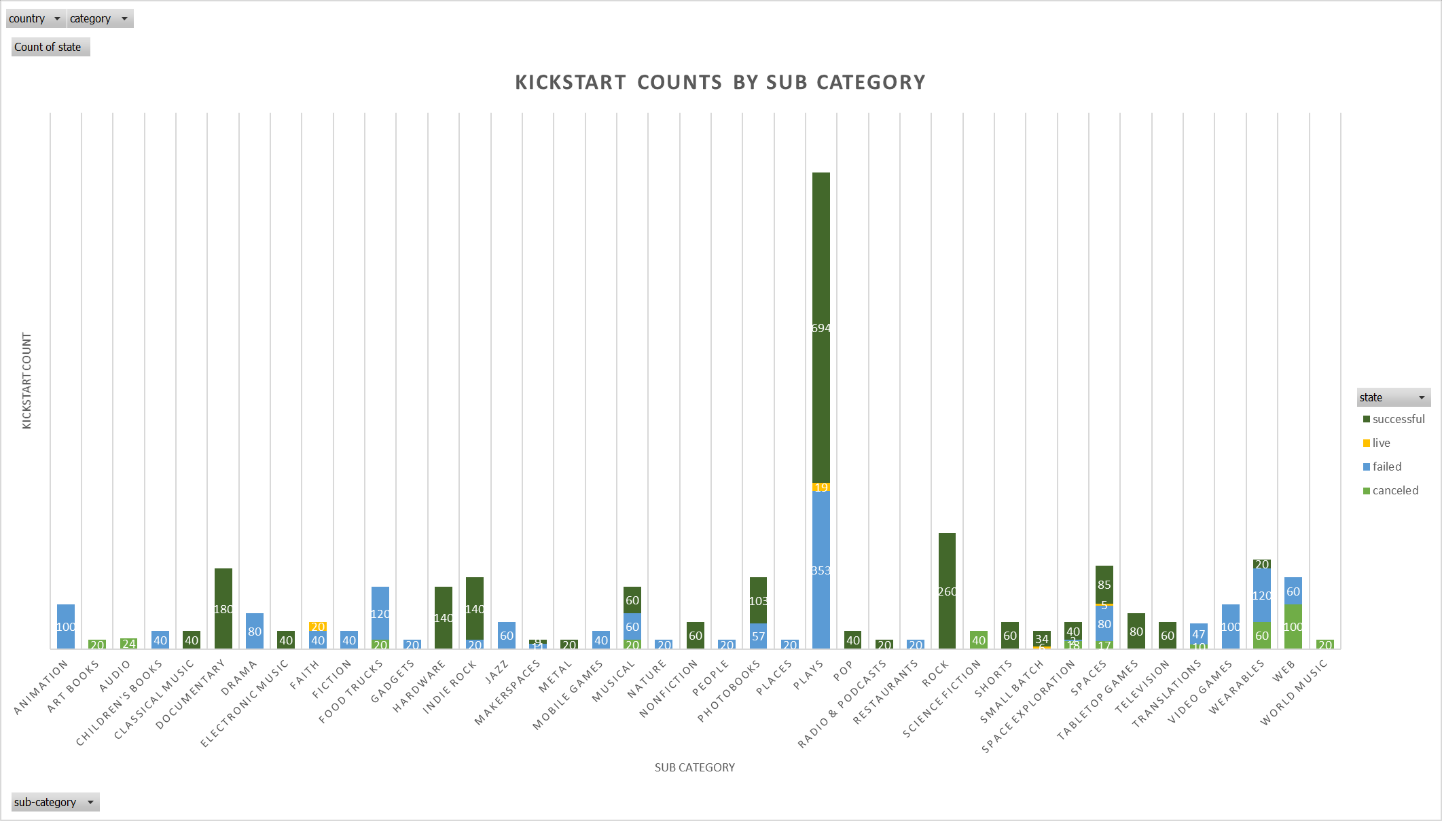 country category
Count of state
KICKSTART COUNTS BY SUB CATEGORY
KICKSTART COUNT
694
19
353
260
180
140
140
20
103
57
100
20
24
40
40
80
40
20
40
40
120
20
20
60
20
40
60
60
20
20
60
20
20
40
20
20
40
60
34
40
85
5
80
17
80
60
47
10
100
20
120
60
60
100
20
state
successful
live
failed
canceled
ANIMATION
ART BOOKS
AUDIO
CHILDREN'S BOOKS
CLASSICAL MUSIC
DOCUMENTARY
DRAMA
ELECTRONIC MUSIC
FAITH
FICTION
FOOD TRUCKS
GADGETS
HARDWARE
INDIE ROCK
JAZZ
MAKERSPACES
METAL
MOBILE GAMES
MUSICAL
NATURE
NONFICTION
PEOPLE
PHOTOBOOKS
PLACES
PLAYS
POP
RADIO & PODCASTS
RESTAURANTS
ROCK
SCIENCE FICTION
SHORTS
SMALL BATCH
SPACE EXPLORATION
SPACES
TABLETOP GAMES
TELEVISION
TRANSLATIONS
VIDEO GAMES
WEARABLES
WEB
WORLD MUSIC
SUB CATEGORY
sub-category